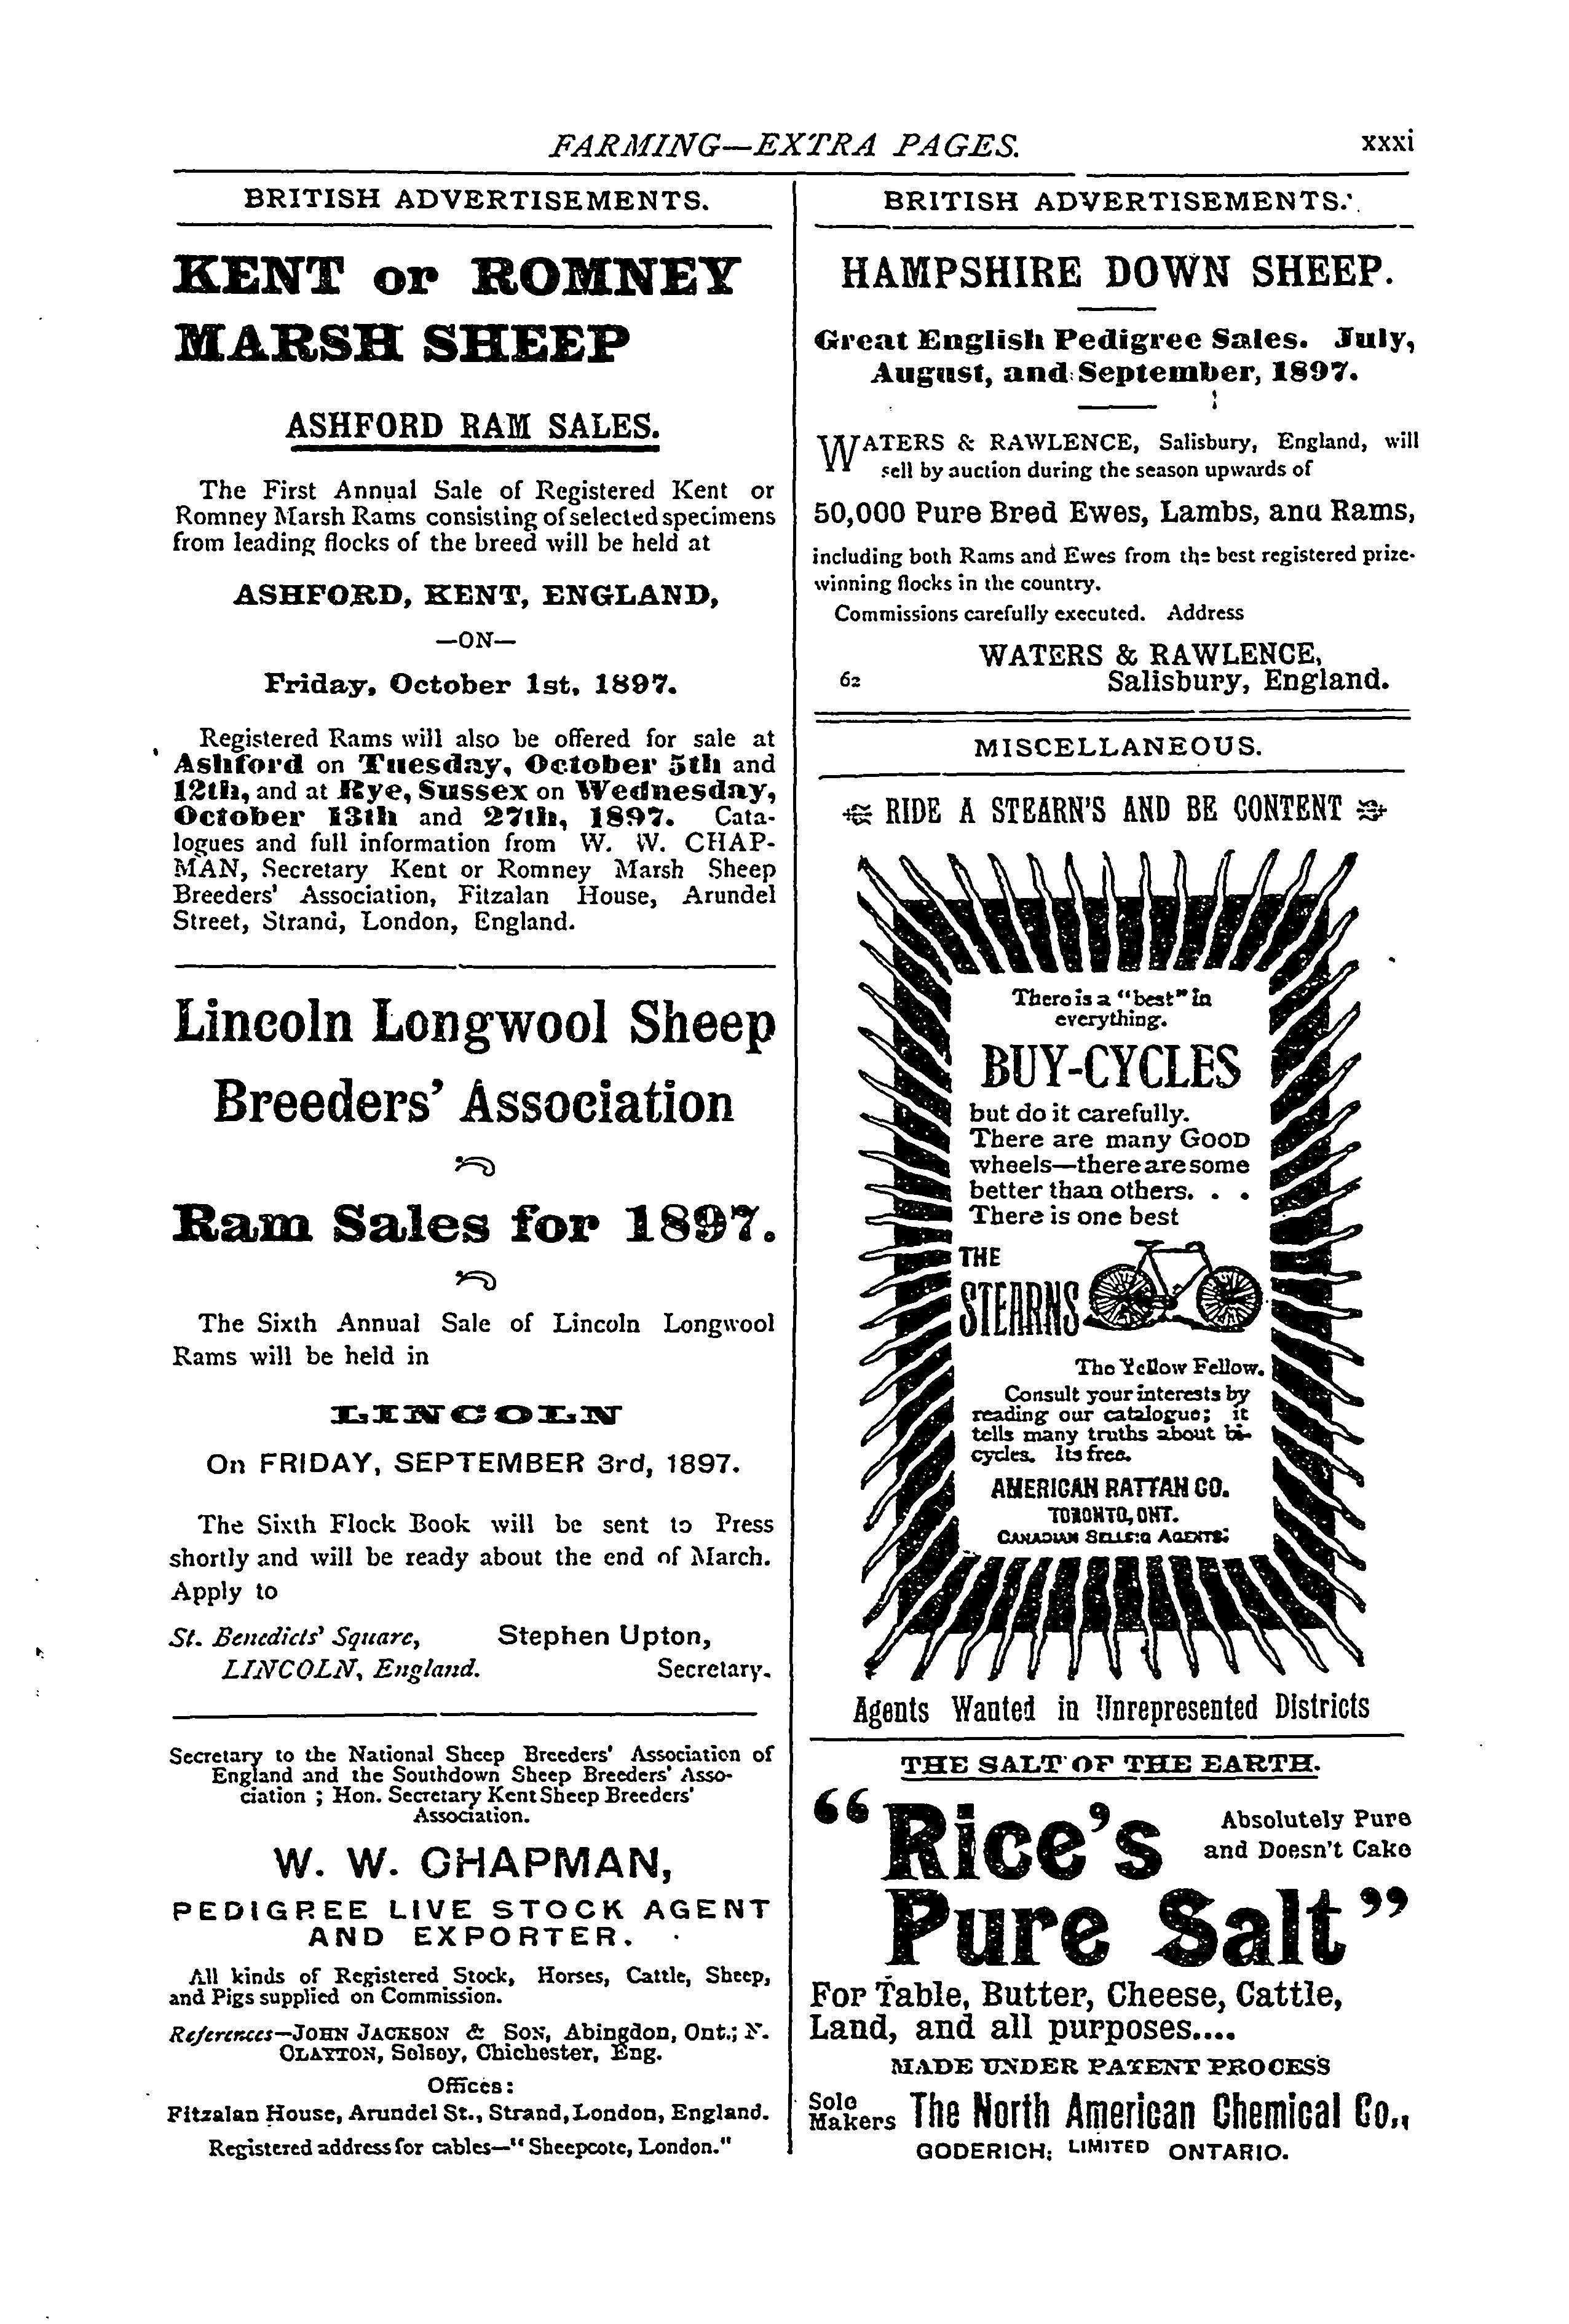 FARMING—EXTRA PAGES.
xxxi
BRITISH ADVERTISEMENTS.
KENT or ROMNEY
MARSH SHEEP
ASHFORD RAM SALES.
The First Annual Sale of Registered Kent or
Romney Marsh Rams consisting of selected specimens
from leading flocks of the breed will be held at
ASHFORD, KENT, ENGLAND,
—ON—
Friday, October 1st, 1897.
Registered Rams will also be offered for sale at
Ashford on Tuesday, October 5th and
12th, and at Rye, Sussex on Wednesday,
October 13th and 27th, 1897. Cata-
logues and full information from W. W. CHAP-
MAN, Secretary Kent or Romney Marsh Sheep
Breeders' Association, Fitzalan House, Arundel
Street, Strand, London, England.
Lincoln Longwool Sheep
Breeders' Association
Ram Sales for 1897.
The Sixth Annual Sale of Lincoln Longwool
Rams will be held in
LINCOLN
On FRIDAY, SEPTEMBER 3rd, 1897.
The Sixth Flock Book will be sent to Press
shortly and will be ready about the end of March.
Apply to
St. Benedicts' Square, Stephen Upton,
LINCOLN, England. Secretary.
Secretary to the National Sheep Breeders' Association of
England and the Southdown Sheep Breeders' Asso-
ciation ; Hon. Secretary Kent Sheep Breeders'
Association.
W. W. CHAPMAN,
PEDIGREE LIVE STOCK AGENT
AND EXPORTER.
All kinds of Registered Stock, Horses, Cattle, Sheep,
and Pigs supplied on Commission.
References—JOHN JACKSON & SON, Abingdon, Ont.;
CLAYTON, Selsey, Chichester, Eng.
Offices:
Fitzalan House, Arundel St., Strand, London, England.
Registered address for cables—"Sheepcote, London."
BRITISH ADVERTISEMENTS.
HAMPSHIRE DOWN SHEEP.
Great English Pedigree Sales. July,
August, and September, 1897.
WATERS & RAWLENCE, Salisbury, England, will
sell by auction during the season upwards of
50,000 Pure Bred Ewes, Lambs, and Rams,
including both Rams and Ewes from the best registered prize-
winning flocks in the country.
Commissions carefully executed. Address
WATERS & RAWLENCE,
62 Salisbury, England.
MISCELLANEOUS.
RIDE A STEARN'S AND BE CONTENT
There is a "best" in
everything.
BUY-CYCLES
but do it carefully.
There are many GOOD
wheels—there are some
better than others. . .
There is one best
THE
STEARNS
The Yellow Fellow.
Consult your interests by
reading our catalogue; it
tells many truths about bi-
cycles. Its free.
AMERICAN RATTAN CO.
TORONTO, ONT.
CANADIAN SELLING AGENTS.
Agents Wanted in Unrepresented Districts
THE SALT OF THE EARTH.
"Rice's Absolutely Pure
and Doesn't Cake
Pure Salt"
For Table, Butter, Cheese, Cattle,
Land, and all purposes....
MADE UNDER PATENT PROCESS
Sole
Makers The North American Chemical Co.,
GODERICH, LIMITED ONTARIO.